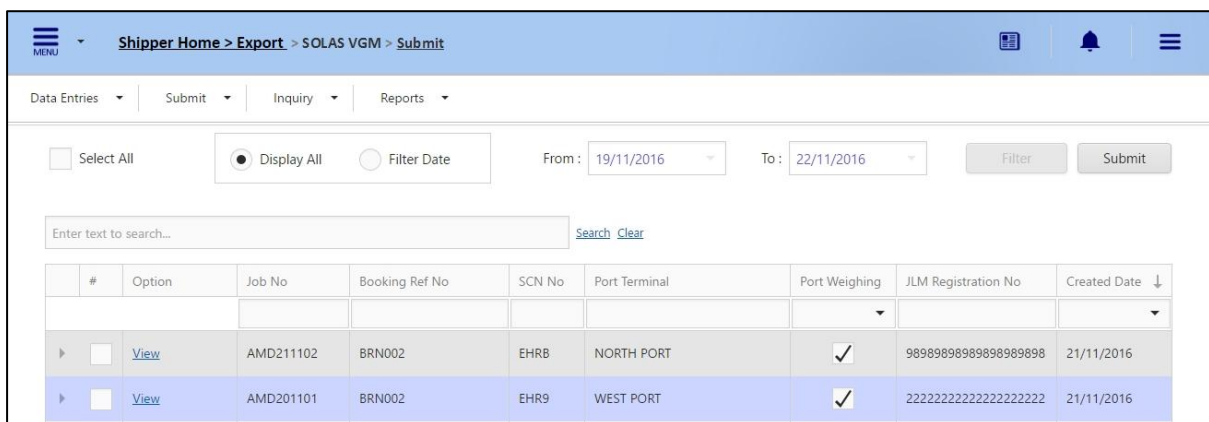 MENU
Shipper Home > Export > SOLAS VGM > Submit
Data Entries Submit Inquiry Reports
Select All Display All Filter Date From : 19/11/2016 To : 22/11/2016 Filter Submit
Enter text to search... Search Clear
# Option Job No Booking Ref No SCN No Port Terminal Port Weighing JLM Registration No Created Date
View AMD211102 BRN002 EHRB NORTH PORT 98989898989898989898 21/11/2016
View AMD201101 BRN002 EHR9 WEST PORT 22222222222222222222 21/11/2016